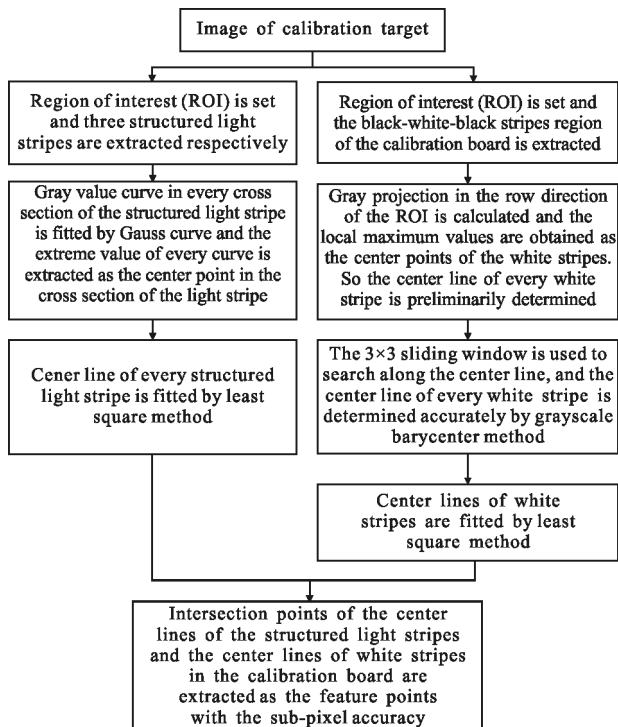 Image of calibration target
Region of interest (ROI) is set
and three structured light
stripes are extracted respectively
Gray value curve in every cross
section of the structured light stripe
is fitted by Gauss curve and the
extreme value of every curve is
extracted as the center point in the
cross section of the light stripe
Cener line of every structured
light stripe is fitted by least
square method
Region of interest (ROI) is set and
the black-white-black stripes region
of the calibration board is extracted
Gray projection in the row direction
of the ROI is calculated and the
local maximum values are obtained as
the center points of the white stripes.
So the center line of every white
stripe is preliminarily determined
The 3×3 sliding window is used to
search along the center line, and the
center line of every white stripe is
determined accurately by grayscale
barycenter method
Center lines of white
stripes are fitted by least
square method
Intersection points of the center
lines of the structured light stripes
and the center lines of white stripes
in the calibration board are
extracted as the feature points
with the sub-pixel accuracy